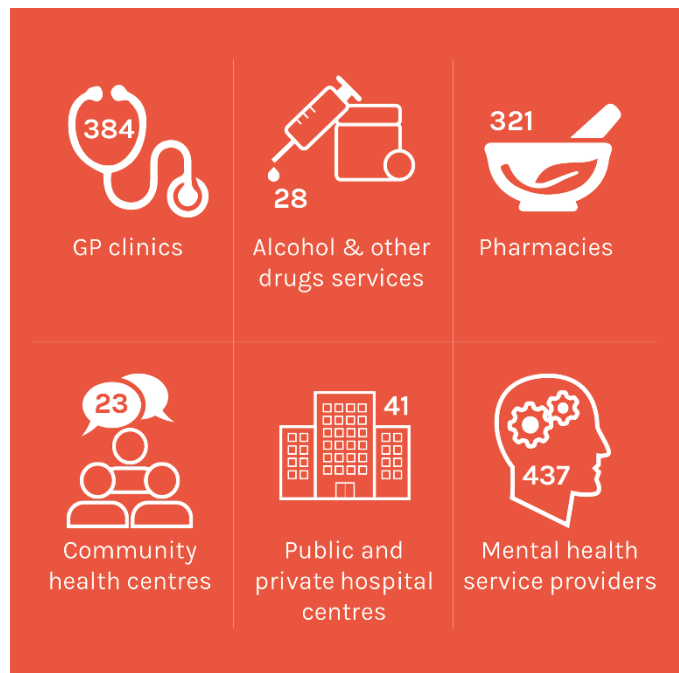 384
GP clinics
28
Alcohol & other
drugs services
321
Pharmacies
23
Community
health centres
41
Public and
private hospital
centres
437
Mental health
service providers